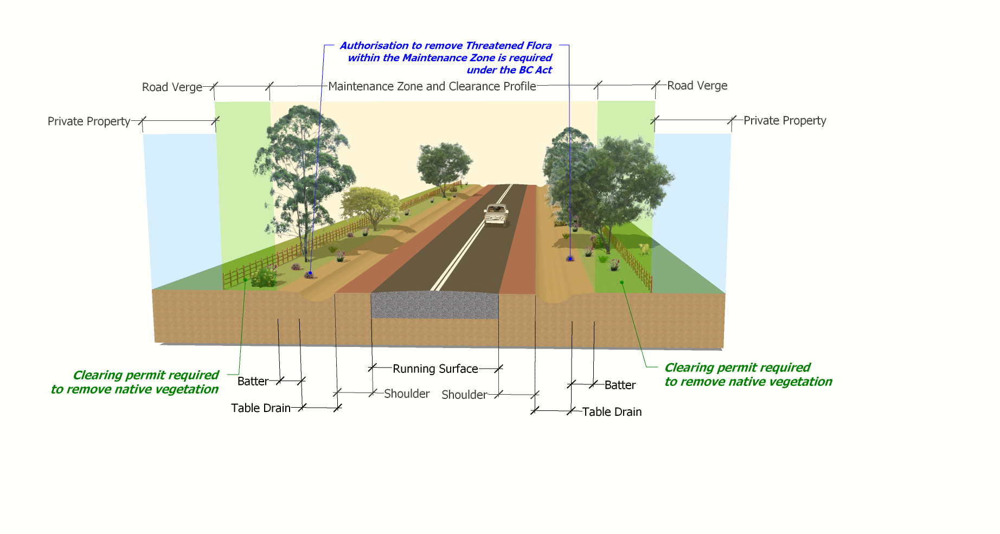 Authorisation to remove Threatened Flora
within the Maintenance Zone is required
under the BC Act
Road Verge
Maintenance Zone and Clearance Profile
Road Verge
Private Property
Private Property
Clearing permit required
to remove native vegetation
Batter
Table Drain
Running Surface
Shoulder
Shoulder
Batter
Table Drain
Clearing permit required
to remove native vegetation